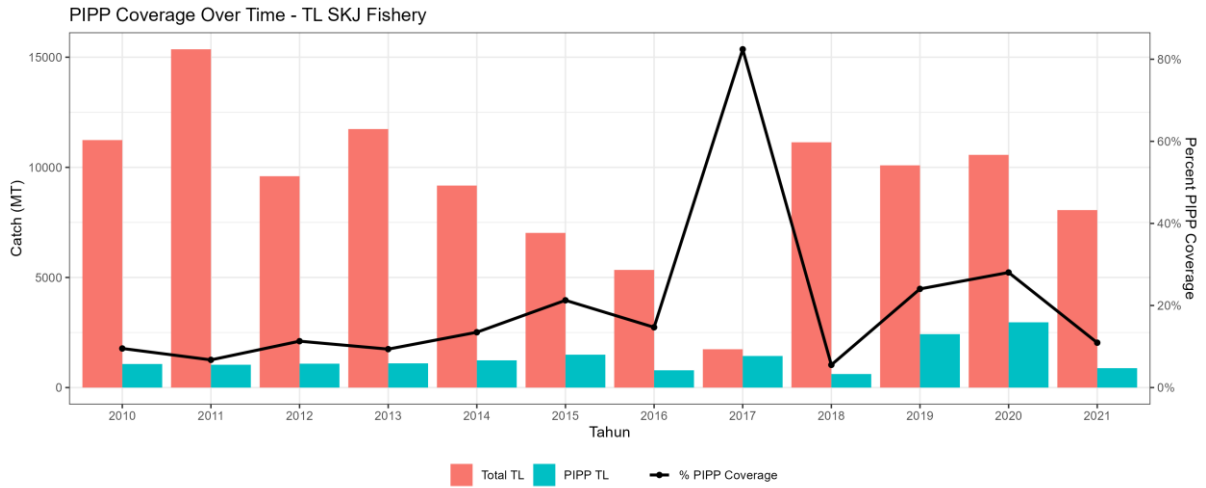 PIPP Coverage Over Time - TL SKJ Fishery
15000
10000
5000
0
Catch (MT)
80%
60%
40%
20%
0%
Percent PIPP Coverage
2010 2011 2012 2013 2014 2015 2016 2017 2018 2019 2020 2021
Tahun
Total TL PIPP TL % PIPP Coverage